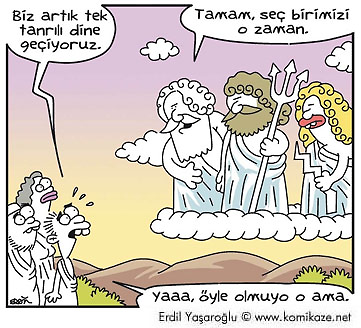 Biz artık tek
tanrılı dine
geçiyoruz.
Tamam, seç birimizi
o zaman.
Yaaa, öyle olmuyo o ama.
Erdil Yaşaroğlu © www.komikaze.net